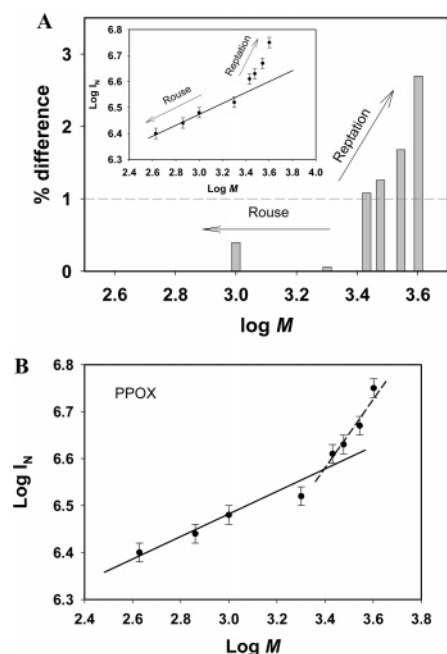 A
% difference
3
2
1
0
Log I_N
6.8
6.7
6.6
6.5
6.4
6.3
Rouse
Reptation
2.4 2.6 2.8 3.0 3.2 3.4 3.6 3.8 4.0
Log M
Reptation
Rouse
2.6 2.8 3.0 3.2 3.4 3.6
log M
B
PPOX
Log I_N
6.8
6.7
6.6
6.5
6.4
6.3
2.4 2.6 2.8 3.0 3.2 3.4 3.6 3.8
Log M